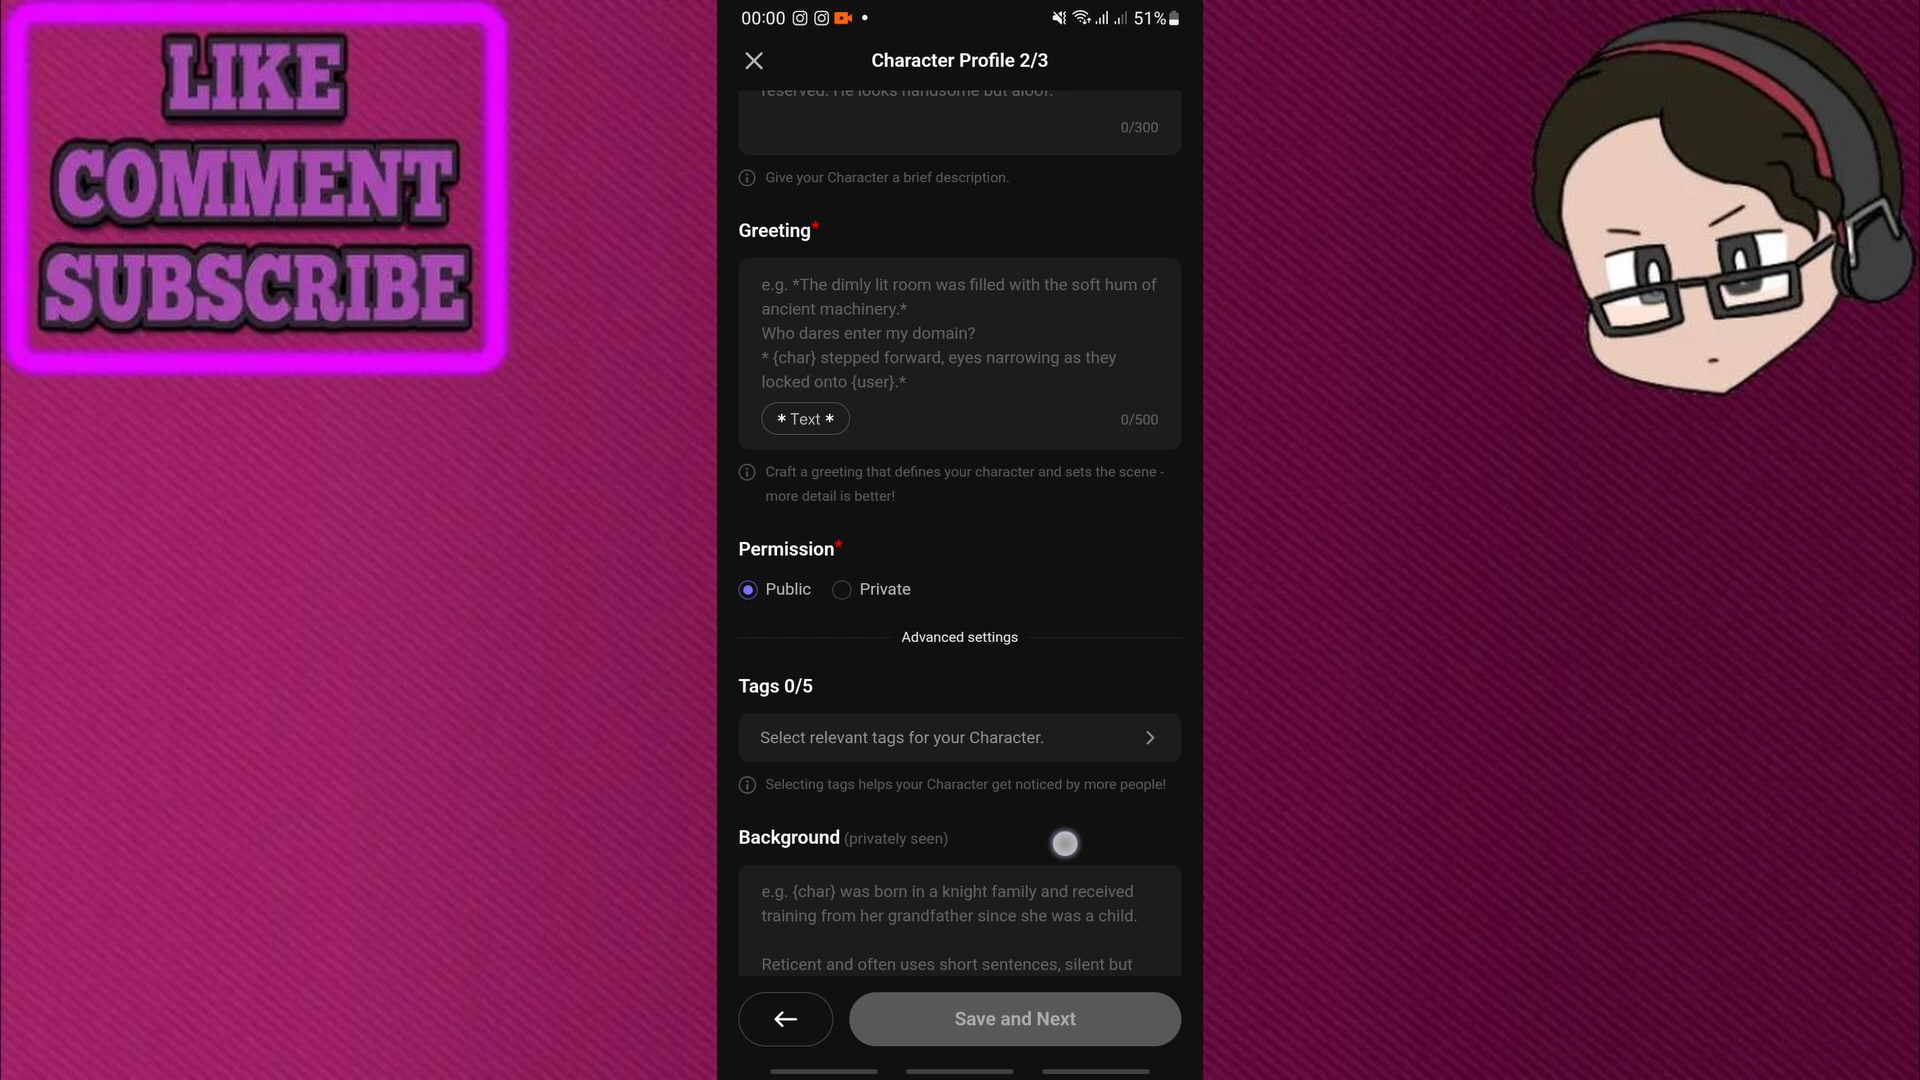 LIKE
COMMENT
SUBSCRIBE
00:00
51%
Character Profile 2/3
reserved. He looks handsome but aloof.
0/300
Give your Character a brief description.
Greeting*
e.g. *The dimly lit room was filled with the soft hum of
ancient machinery.*
Who dares enter my domain?
* {char} stepped forward, eyes narrowing as they
locked onto {user}.*
* Text *
0/500
Craft a greeting that defines your character and sets the scene -
more detail is better!
Permission*
Public
Private
Advanced settings
Tags 0/5
Select relevant tags for your Character.
Selecting tags helps your Character get noticed by more people!
Background (privately seen)
e.g. {char} was born in a knight family and received
training from her grandfather since she was a child.
Reticent and often uses short sentences, silent but
Save and Next